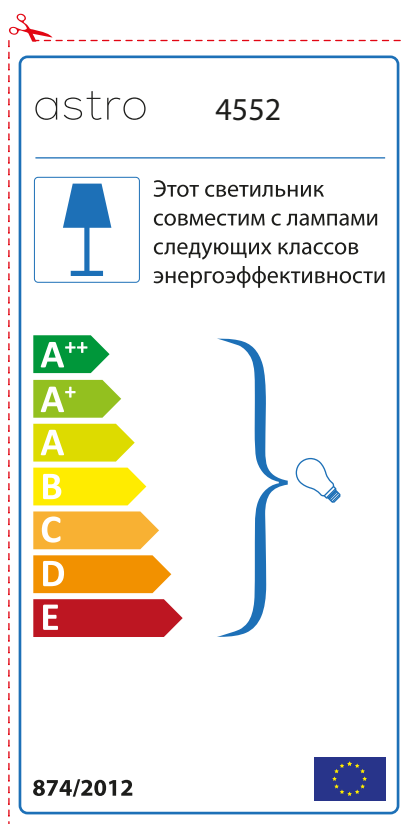 astro 4552
Этот светильник
совместим с лампами
следующих классов
энергоэффективности
A++
A+
A
B
C
D
E
874/2012